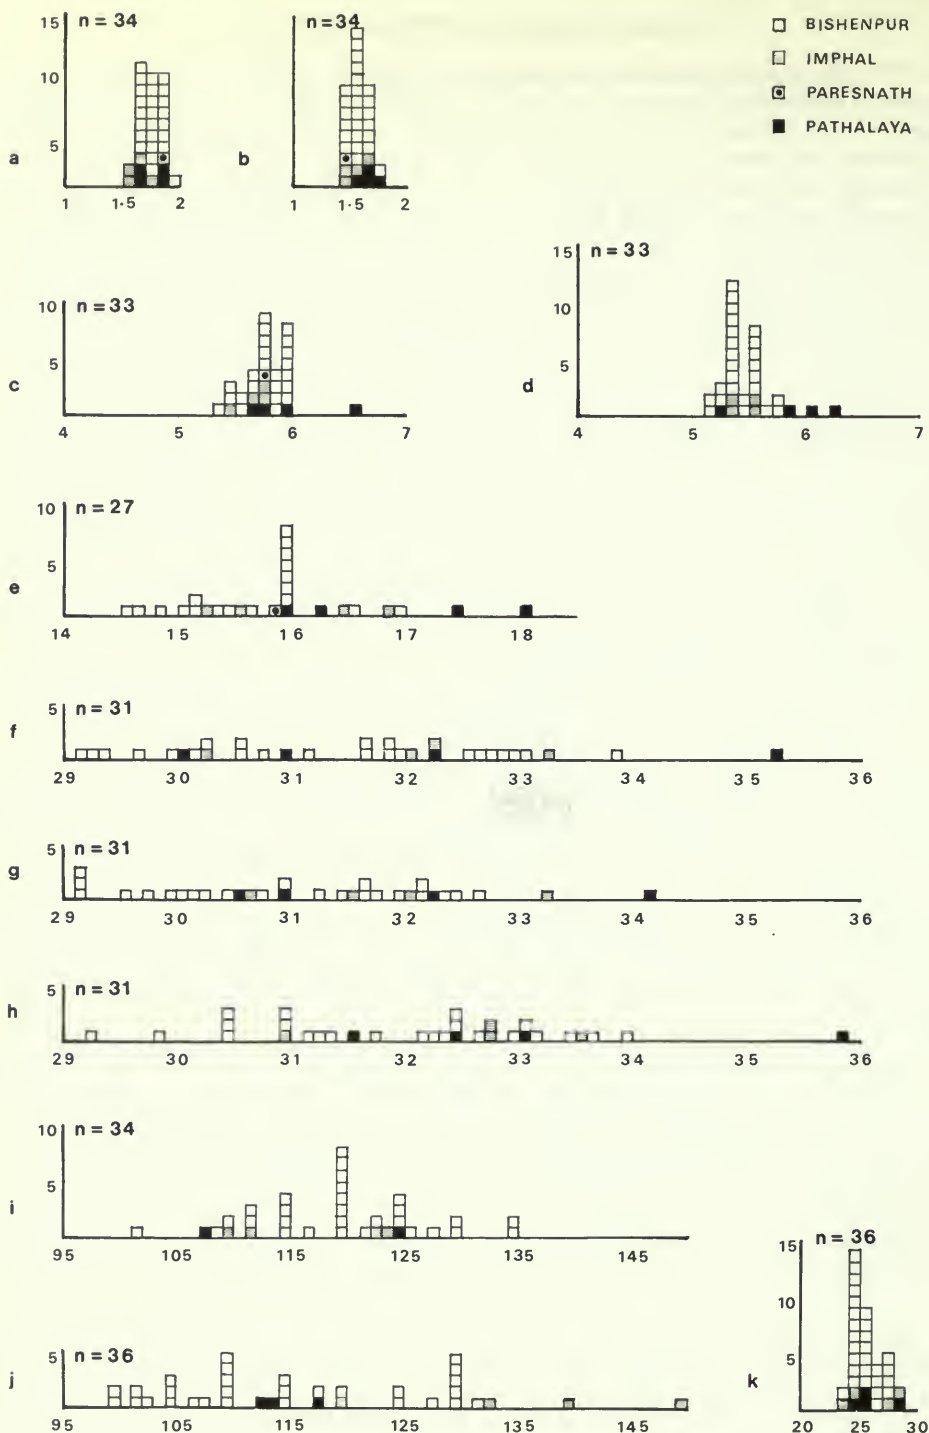 15 n = 34
10
5
a
1 1·5 2
n = 34
b
1 1·5 2
BISHENPUR
IMPHAL
PARESNATH
PATHALAYA
10 n = 33
5
c
4 5 6 7
15 n = 33
10
5
d
4 5 6 7
10 n = 27
5
e
14 15 16 17 18
5 n = 31
f
29 30 31 32 33 34 35 36
5 n = 31
g
29 30 31 32 33 34 35 36
5 n = 31
h
29 30 31 32 33 34 35 36
10 n = 34
5
i
95 105 115 125 135 145
5 n = 36
j
95 105 115 125 135 145
15 n = 36
10
5
k
20 25 30